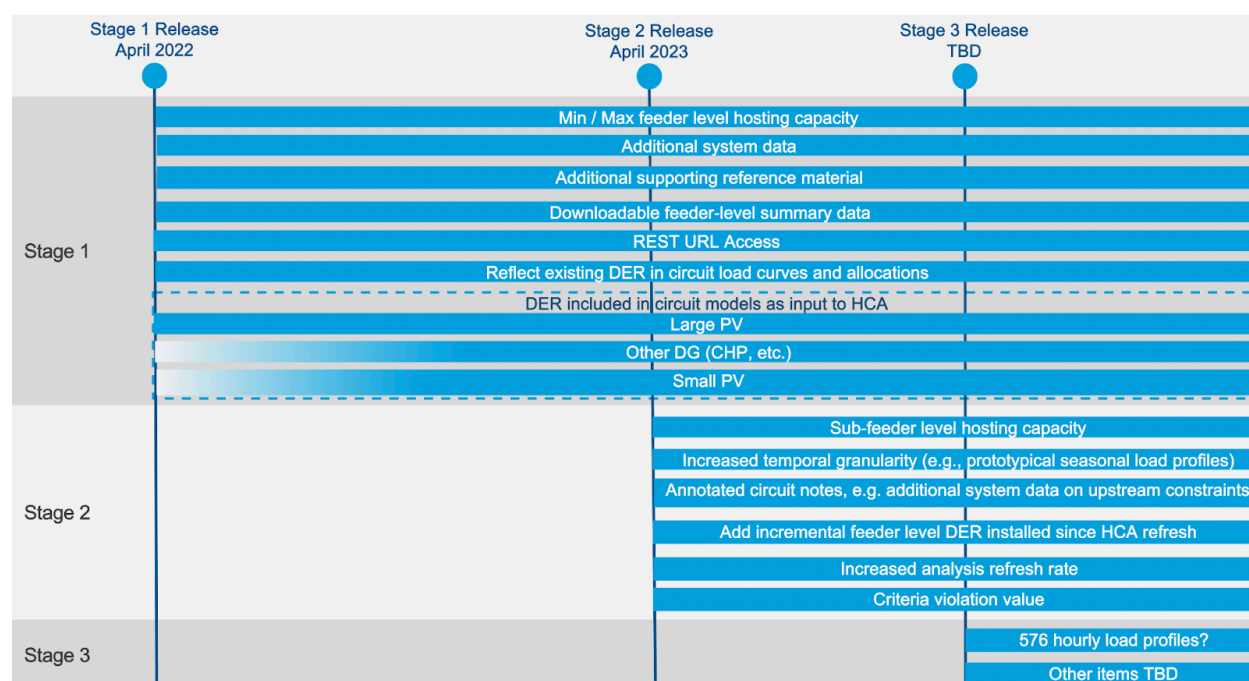 Stage 1 Release
April 2022
Stage 2 Release
April 2023
Stage 3 Release
TBD
Stage 1
Min / Max feeder level hosting capacity
Additional system data
Additional supporting reference material
Downloadable feeder-level summary data
REST URL Access
Reflect existing DER in circuit load curves and allocations
DER included in circuit models as input to HCA
Large PV
Other DG (CHP, etc.)
Small PV
Stage 2
Sub-feeder level hosting capacity
Increased temporal granularity (e.g., prototypical seasonal load profiles)
Annotated circuit notes, e.g. additional system data on upstream constraints
Add incremental feeder level DER installed since HCA refresh
Increased analysis refresh rate
Criteria violation value
Stage 3
576 hourly load profiles?
Other items TBD